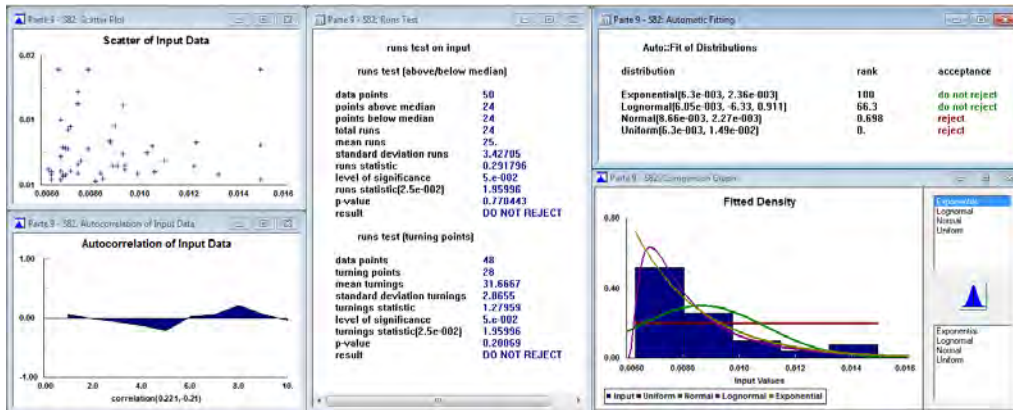 Parte 9 - S82: Scatter Plot
Scatter of Input Data
0.02
0.01
0.01
0.0066 0.0080 0.010 0.012 0.014 0.016
Parte 9 - S82: Autocorrelation of Input Data
Autocorrelation of Input Data
1.00
0.00
-1.00
0.00 2.0 4.0 6.0 8.0 10.
correlation(0.221,-0.21)
Parte 9 - S82: Runs Test
runs test on input
runs test (above/below median)
data points 50
points above median 24
points below median 24
total runs 24
mean runs 25.
standard deviation runs 3.42705
runs statistic 0.291796
level of significance 5.e-002
runs statistic(2.5e-002) 1.95996
p-value 0.770443
result DO NOT REJECT
runs test (turning points)
data points 48
turning points 28
mean turnings 31.6667
standard deviation turnings 2.8655
turnings statistic 1.27959
level of significance 5.e-002
turnings statistic(2.5e-002) 1.95996
p-value 0.20069
result DO NOT REJECT
Parte 9 - S82: Automatic Fitting
Auto::Fit of Distributions
distribution rank acceptance
Exponential(6.3e-003, 2.36e-003) 100 do not reject
Lognormal(6.05e-003, -6.33, 0.911) 66.3 do not reject
Normal(8.66e-003, 2.27e-003) 0.698 reject
Uniform(6.3e-003, 1.49e-002) 0. reject
Parte 9 - S82: Comparison Graph
Fitted Density
0.80
0.40
0.00
0.0060 0.0080 0.010 0.012 0.014 0.016
Input Values
Input Uniform Normal Lognormal Exponential
Exponential
Lognormal
Normal
Uniform
Exponential
Lognormal
Normal
Uniform